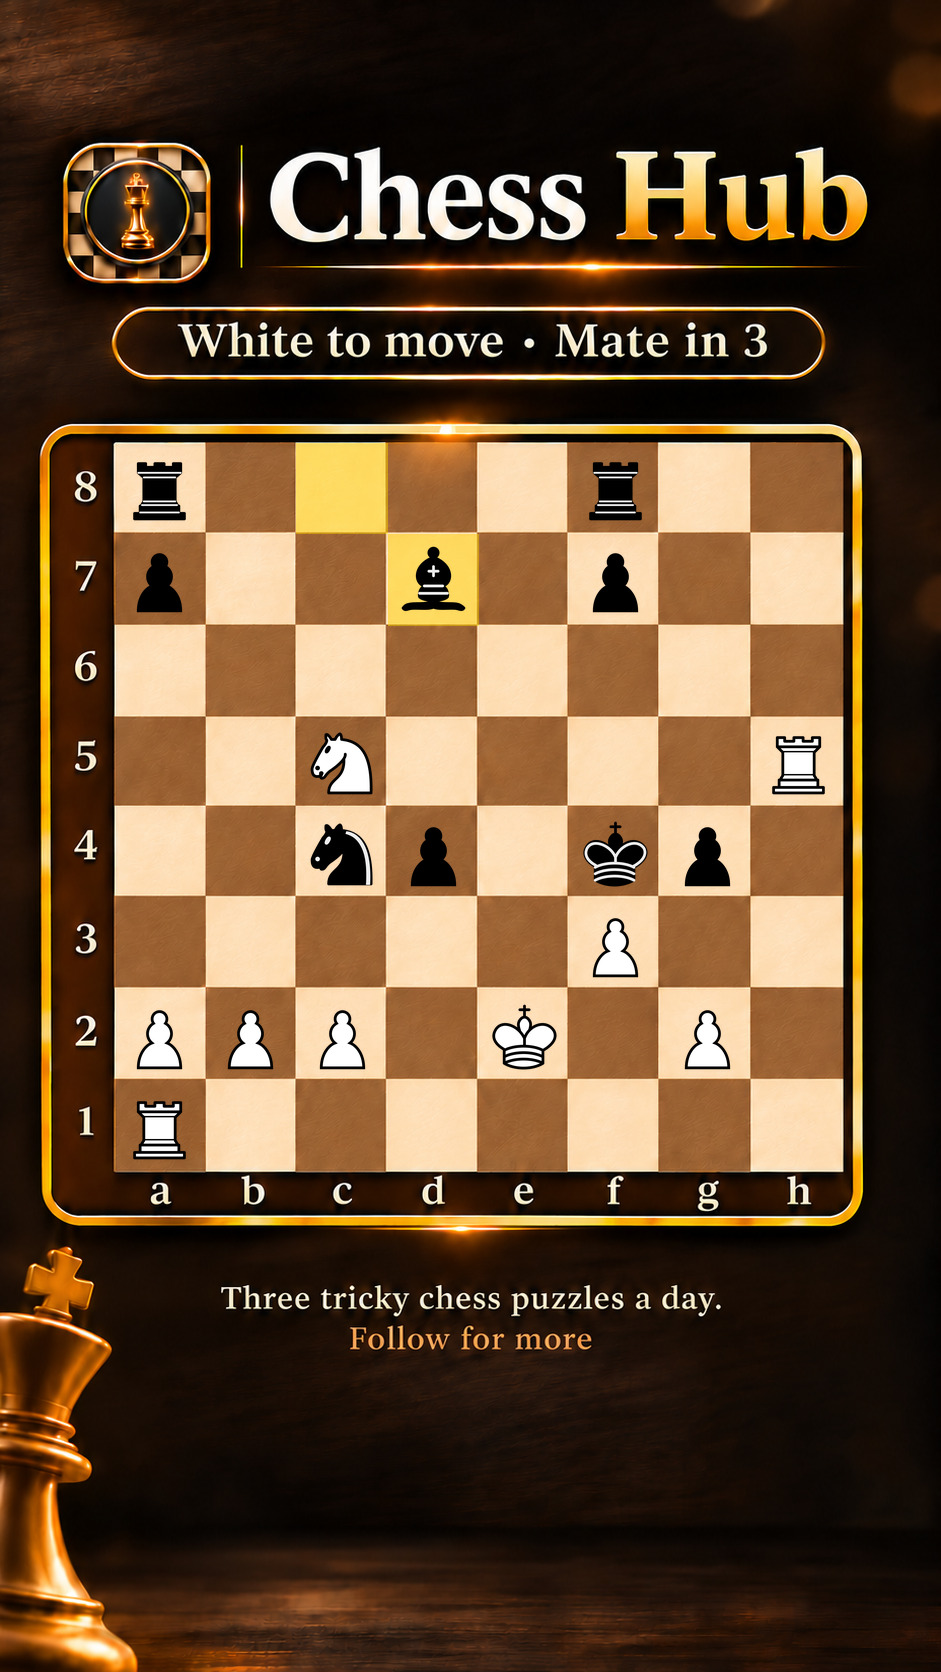 Chess Hub
White to move • Mate in 3
8
7
6
5
4
3
2
1
a b c d e f g h
Three tricky chess puzzles a day.
Follow for more